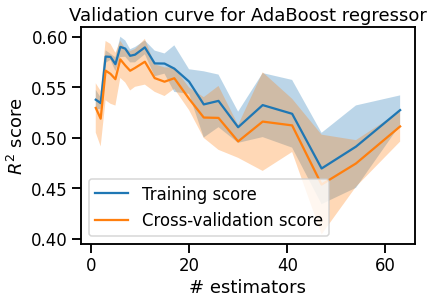 Validation curve for AdaBoost regressor
0.60
0.55
0.50
0.45
0.40
R² score
Training score
Cross-validation score
0 20 40 60
# estimators